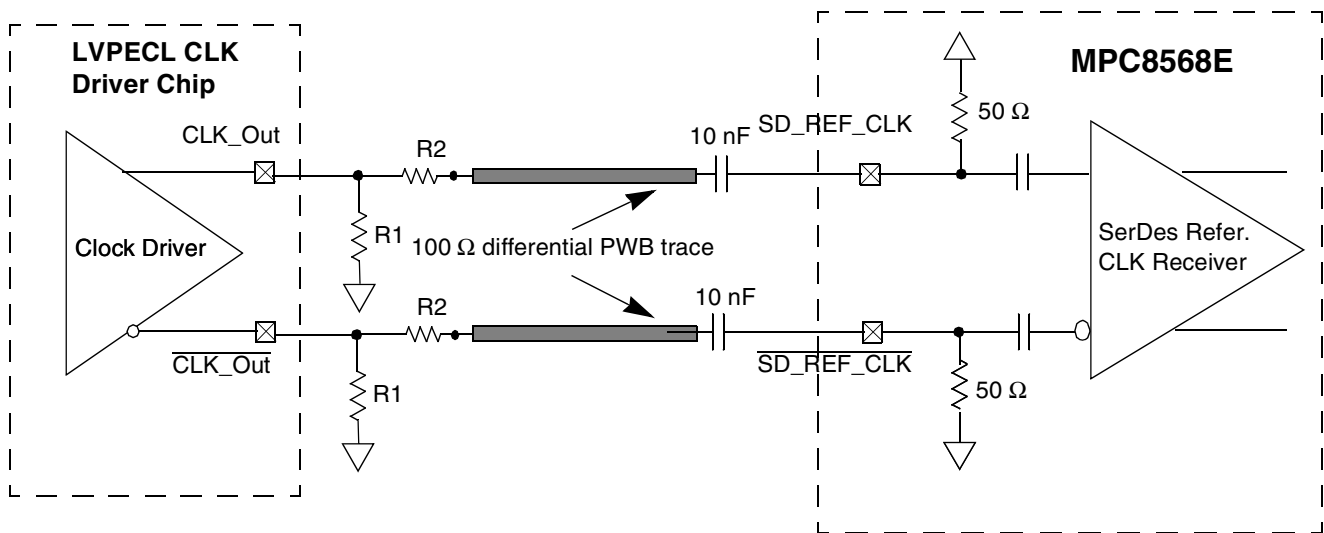 LVPECL CLK
Driver Chip
MPC8568E
CLK_Out
R2
10 nF
SD_REF_CLK
50 Ω
Clock Driver
R1
100 Ω differential PWB trace
SerDes Refer.
CLK Receiver
R2
10 nF
CLK_Out
SD_REF_CLK
R1
50 Ω